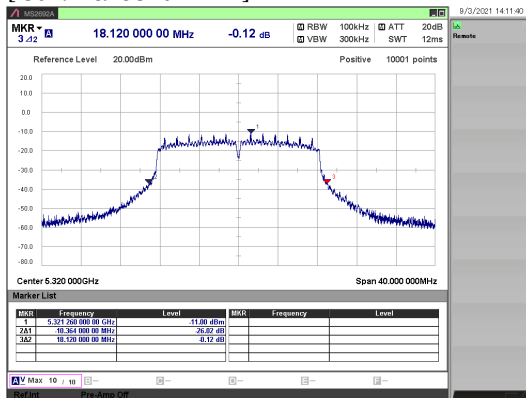 MS2692A
9/3/2021 14:11:40
MKR
3Δ2 A 18.120 000 00 MHz -0.12 dB
M RBW 100kHz M ATT 20dB
M VBW 300kHz SWT 12ms
Remote
Reference Level 20.00dBm Positive 10001 points
20.0
10.0
0.0
-10.0
-20.0
-30.0
-40.0
-50.0
-60.0
-70.0
-80.0
1
2
3
Center 5.320 000GHz Span 40.000 000MHz
Marker List
MKR Frequency Level MKR Frequency Level
1 5.321 260 000 00 GHz -11.00 dBm
2Δ1 -10.364 000 00 MHz -26.02 dB
3Δ2 18.120 000 00 MHz -0.12 dB
A V Max 10 / 10 B -- C -- D -- E -- F --
Ref.Int Pre-Amp Off